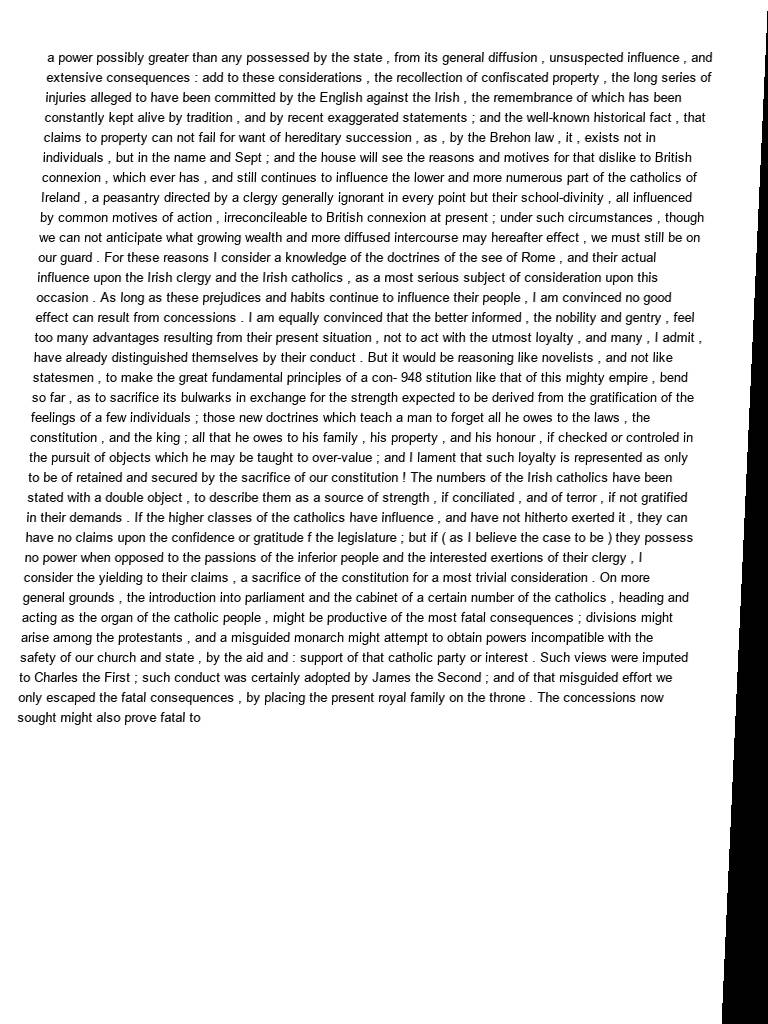 a power possibly greater than any possessed by the state , from its general diffusion , unsuspected influence , and
extensive consequences : add to these considerations , the recollection of confiscated property , the long series of
injuries alleged to have been committed by the English against the Irish , the remembrance of which has been
constantly kept alive by tradition , and by recent exaggerated statements ; and the well-known historical fact , that
claims to property can not fail for want of hereditary succession , as , by the Brehon law , it , exists not in
individuals , but in the name and Sept ; and the house will see the reasons and motives for that dislike to British
connexion , which ever has , and still continues to influence the lower and more numerous part of the catholics of
Ireland , a peasantry directed by a clergy generally ignorant in every point but their school-divinity , all influenced
by common motives of action , irreconcileable to British connexion at present ; under such circumstances , though
we can not anticipate what growing wealth and more diffused intercourse may hereafter effect , we must still be on
our guard . For these reasons I consider a knowledge of the doctrines of the see of Rome , and their actual
influence upon the Irish clergy and the Irish catholics , as a most serious subject of consideration upon this
occasion . As long as these prejudices and habits continue to influence their people , I am convinced no good
effect can result from concessions . I am equally convinced that the better informed , the nobility and gentry , feel
too many advantages resulting from their present situation , not to act with the utmost loyalty , and many , I admit ,
have already distinguished themselves by their conduct . But it would be reasoning like novelists , and not like
statesmen , to make the great fundamental principles of a con- 948 stitution like that of this mighty empire , bend
so far , as to sacrifice its bulwarks in exchange for the strength expected to be derived from the gratification of the
feelings of a few individuals ; those new doctrines which teach a man to forget all he owes to the laws , the
constitution , and the king ; all that he owes to his family , his property , and his honour , if checked or controled in
the pursuit of objects which he may be taught to over-value ; and I lament that such loyalty is represented as only
to be of retained and secured by the sacrifice of our constitution ! The numbers of the Irish catholics have been
stated with a double object , to describe them as a source of strength , if conciliated , and of terror , if not gratified
in their demands . If the higher classes of the catholics have influence , and have not hitherto exerted it , they can
have no claims upon the confidence or gratitude f the legislature ; but if ( as I believe the case to be ) they possess
no power when opposed to the passions of the inferior people and the interested exertions of their clergy , I
consider the yielding to their claims , a sacrifice of the constitution for a most trivial consideration . On more
general grounds , the introduction into parliament and the cabinet of a certain number of the catholics , heading and
acting as the organ of the catholic people , might be productive of the most fatal consequences ; divisions might
arise among the protestants , and a misguided monarch might attempt to obtain powers incompatible with the
safety of our church and state , by the aid and : support of that catholic party or interest . Such views were imputed
to Charles the First ; such conduct was certainly adopted by James the Second ; and of that misguided effort we
only escaped the fatal consequences , by placing the present royal family on the throne . The concessions now
sought might also prove fatal to